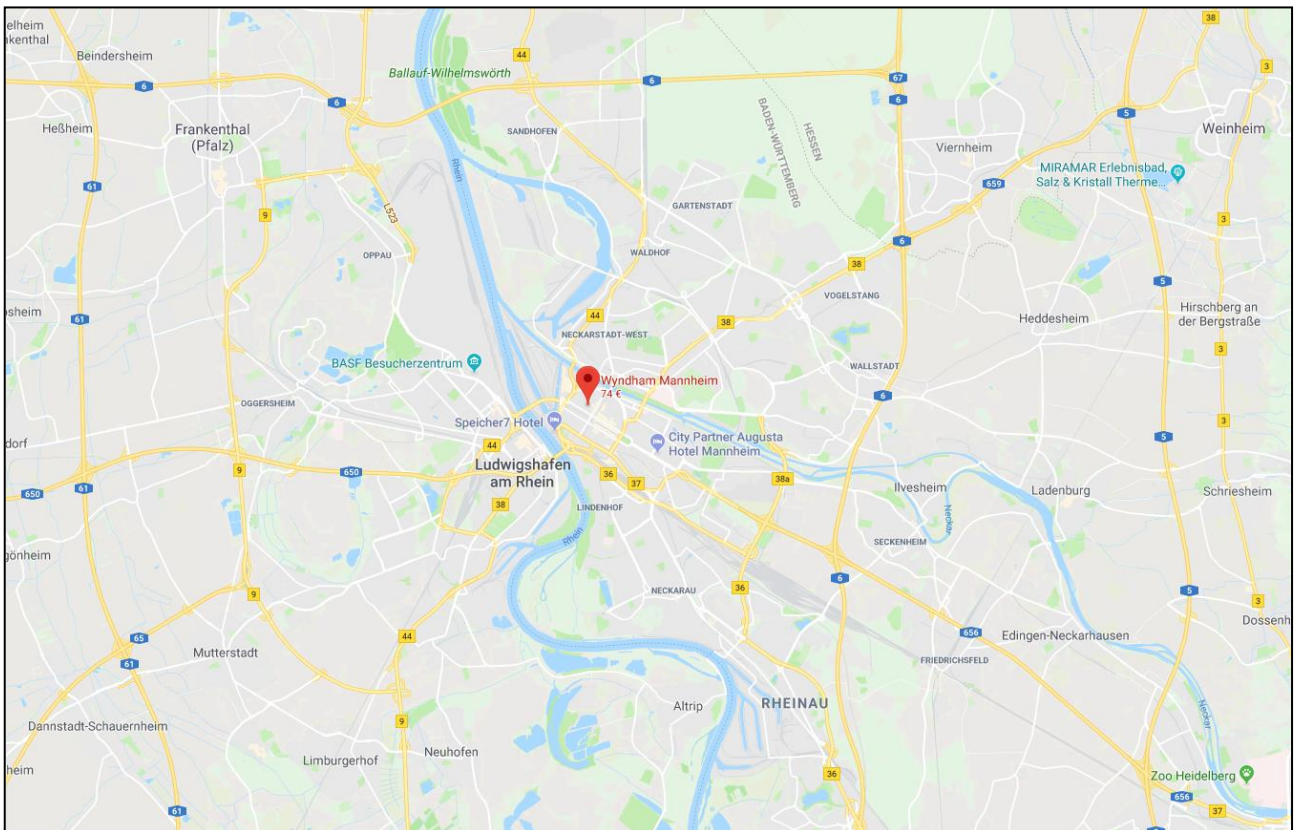 elheim
nkenthal
Beindersheim
44
38
3
Ballauf-Wilhelmswörth
6
6
67
6
6
5
Heßheim
Frankenthal
(Pfalz)
SANDHOFEN
BADEN-WÜRTTEMBERG
HESSEN
Weinheim
Viernheim
Rhein
MIRAMAR Erlebnisbad,
Salz & Kristall Therme...
61
659
9
L523
GARTENSTADT
3
OPPAU
WALDHOF
6
38
5
VOGELSTANG
61
44
38
Heddesheim
Hirschberg an
der Bergstraße
NECKARSTADT-WEST
3
BASF Besucherzentrum
WALLSTADT
Wyndham Mannheim
74 €
6
OGGERSHEIM
Speicher7 Hotel
3
dorf
44
City Partner Augusta
Hotel Mannheim
5
Ludwigshafen
am Rhein
9
650
36
37
38a
650
61
Ilvesheim
Ladenburg
Schriesheim
38
LINDENHOF
Neckar
Rhein
SECKENHEIM
gönheim
6
9
NECKARAU
36
5
3
Dossenh
65
44
656
Edingen-Neckarhausen
Mutterstadt
61
FRIEDRICHSFELD
Altrip
RHEINAU
Neckar
Dannstadt-Schauernheim
9
Neuhofen
Limburgerhof
heim
36
Zoo Heidelberg
656
61
37